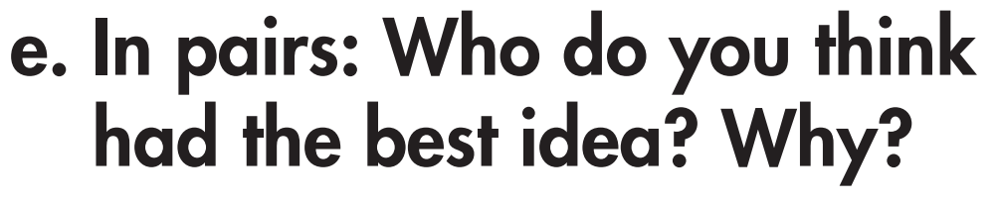 e. In pairs: Who do you think
had the best idea? Why?